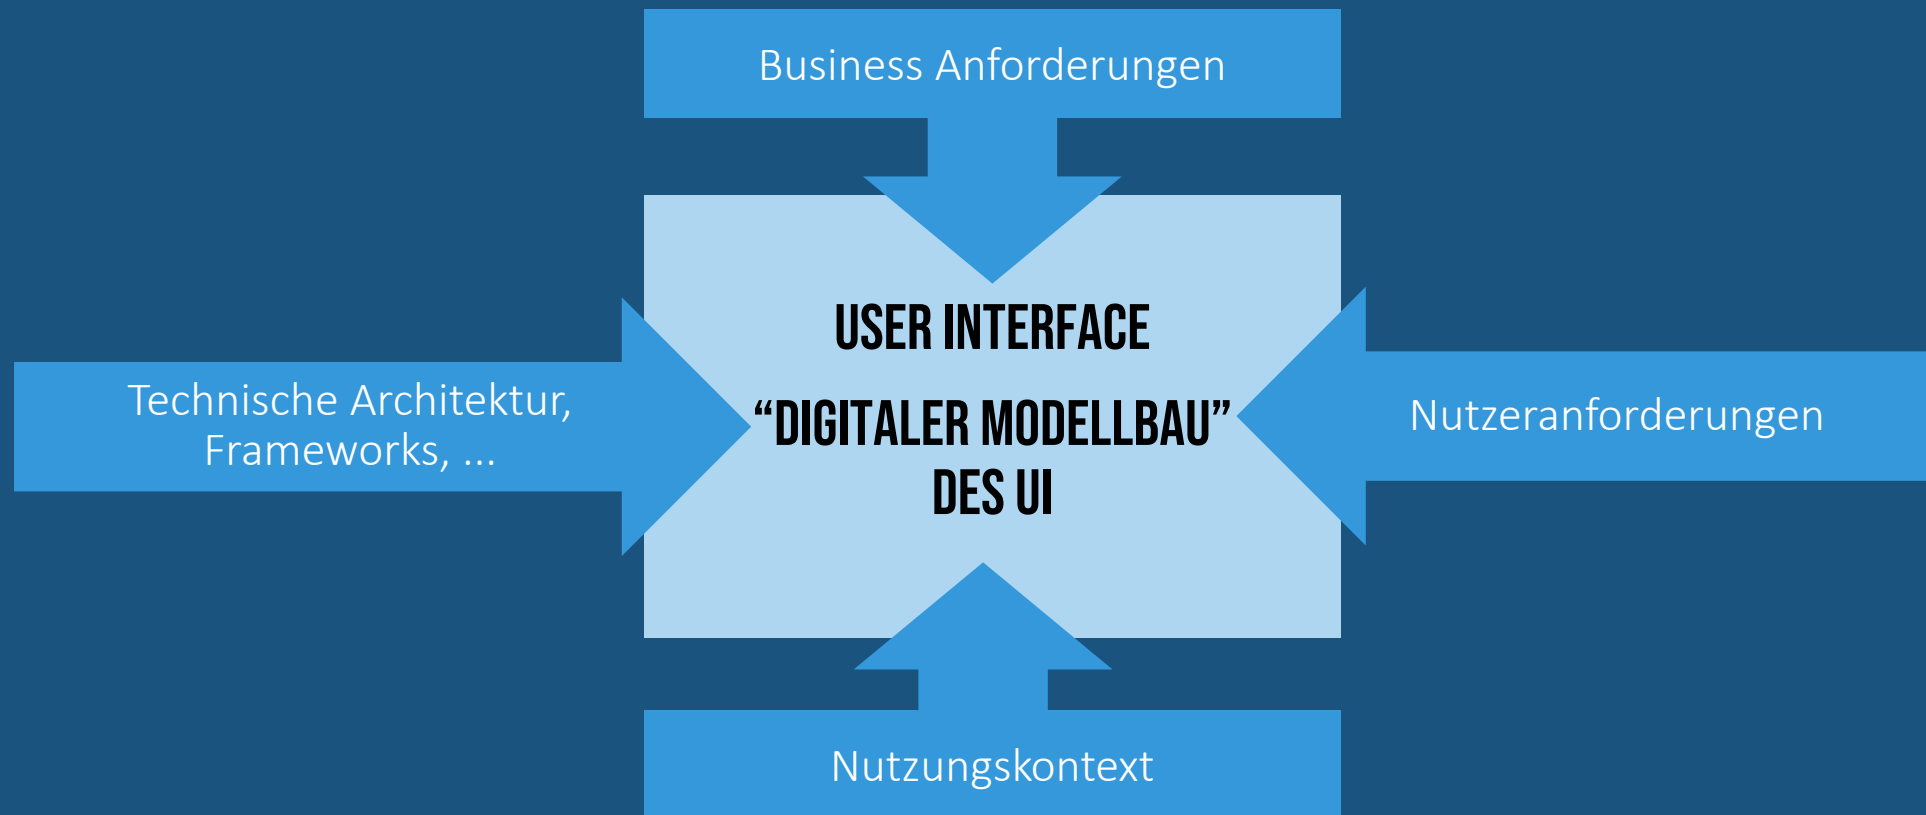 Business Anforderungen
USER INTERFACE
“DIGITALER MODELLBAU”
DES UI
Technische Architektur,
Frameworks, ...
Nutzeranforderungen
Nutzungskontext